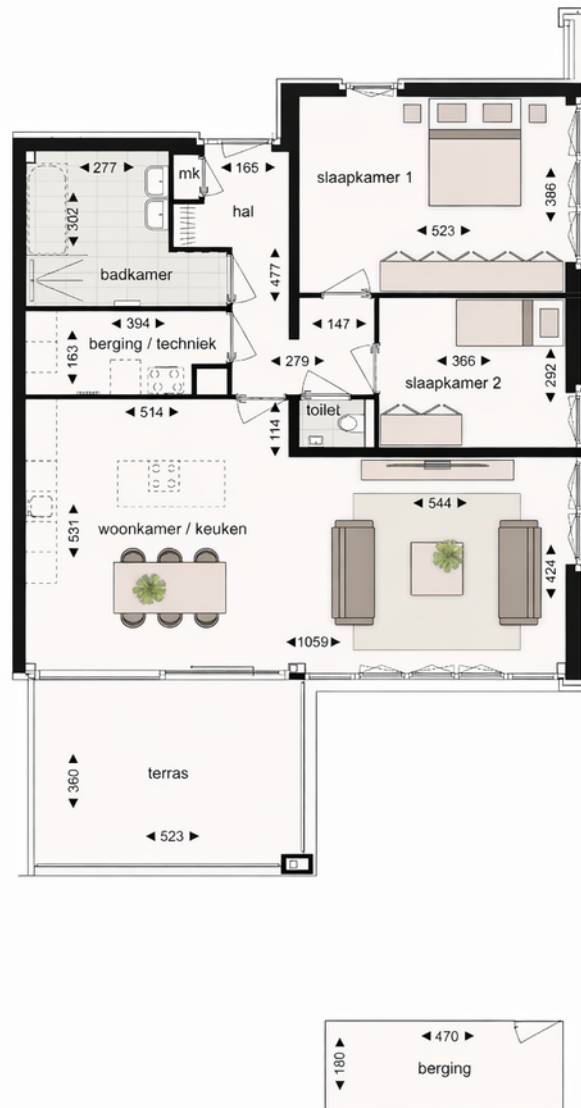 277
mk
165
slaapkamer 1
386
302
hal
523
badkamer
477
394
147
berging / techniek
163
279
366
slaapkamer 2
292
toilet
514
114
544
531
woonkamer / keuken
424
1059
terras
360
523
470
180
berging